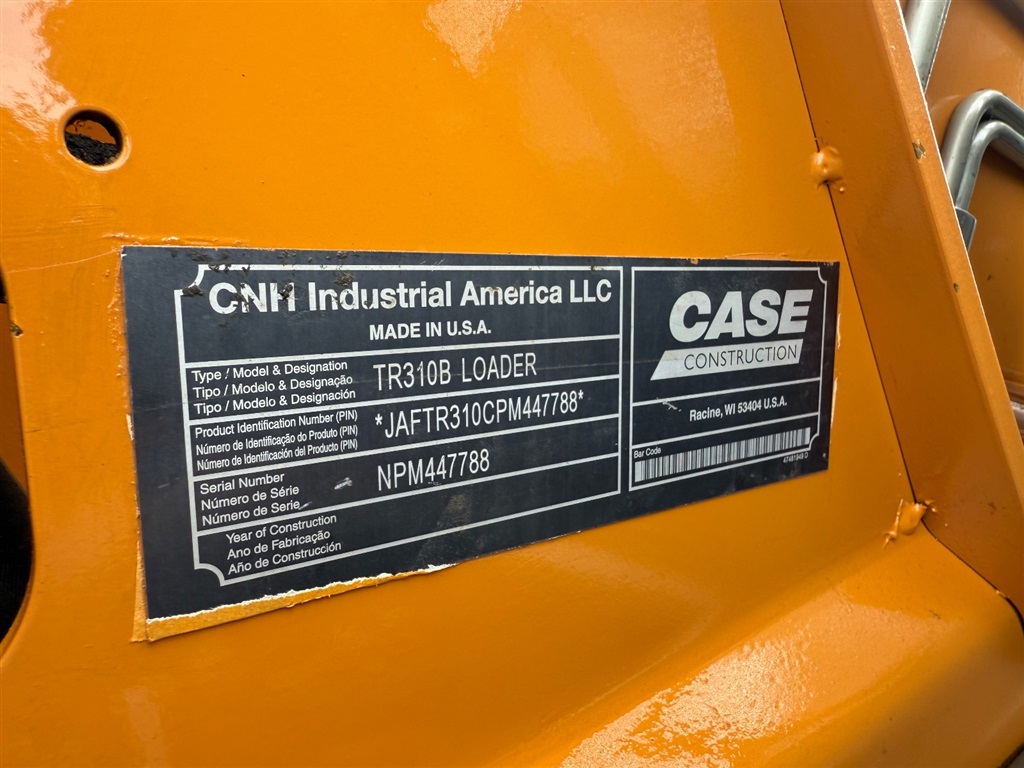 CNH Industrial America LLC
MADE IN U.S.A.
Type / Model & Designation
Tipo / Modelo & Designação
Tipo / Modelo & Designación
TR310B LOADER
Product Identification Number (PIN)
Número de Identificação do Produto (PIN)
Número de Identificación del Producto (PIN)
*JAFTR310CPM447788*
Serial Number
Número de Série
Número de Serie
NPM447788
Year of Construction
Ano de Fabricação
Año de Construcción
CASE
CONSTRUCTION
Racine, WI 53404 U.S.A.
Bar Code